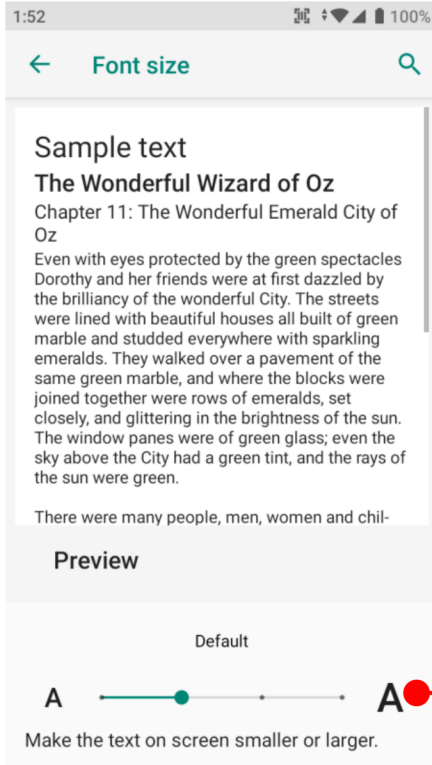 1:52 100%
Font size
Sample text
The Wonderful Wizard of Oz
Chapter 11: The Wonderful Emerald City of
Oz
Even with eyes protected by the green spectacles
Dorothy and her friends were at first dazzled by
the brilliancy of the wonderful City. The streets
were lined with beautiful houses all built of green
marble and studded everywhere with sparkling
emeralds. They walked over a pavement of the
same green marble, and where the blocks were
joined together were rows of emeralds, set
closely, and glittering in the brightness of the sun.
The window panes were of green glass; even the
sky above the City had a green tint, and the rays of
the sun were green.
There were many people, men, women and chil-
Preview
Default
A A
Make the text on screen smaller or larger.